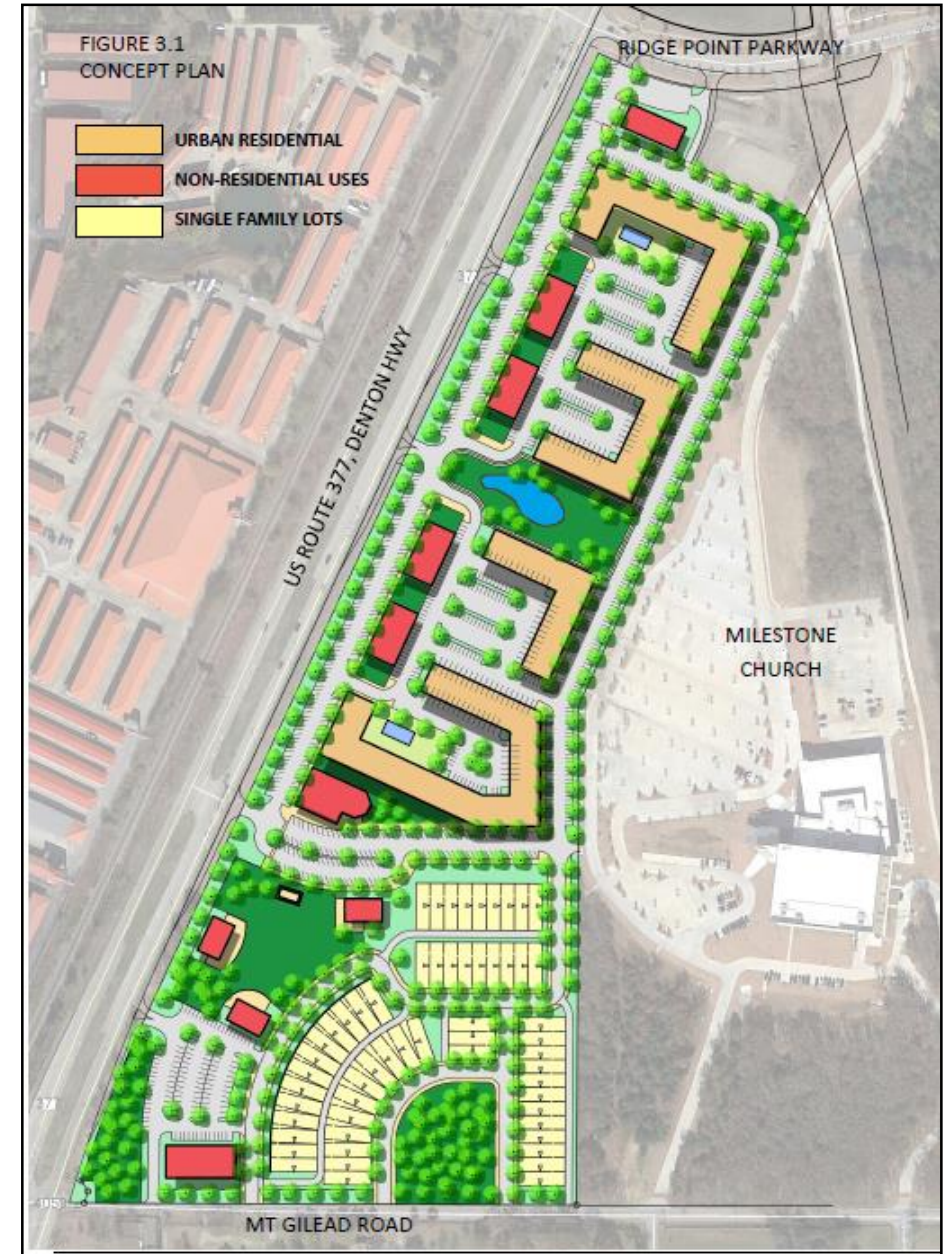 FIGURE 3.1
CONCEPT PLAN
RIDGE POINT PARKWAY
URBAN RESIDENTIAL
NON-RESIDENTIAL USES
SINGLE FAMILY LOTS
US ROUTE 377, DENTON HWY
MILESTONE
CHURCH
MT GILEAD ROAD